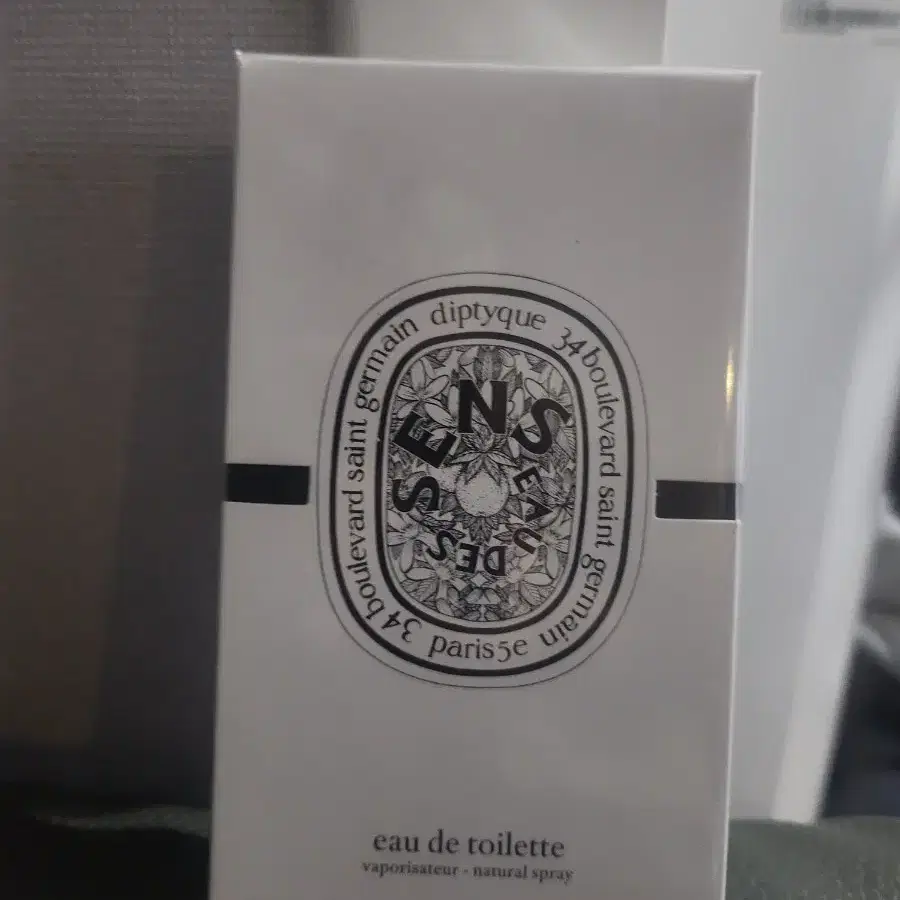 diptyque 34 boulevard saint germain paris5e 34 boulevard saint germain
EAU DES SENS
eau de toilette
vaporisateur - natural spray